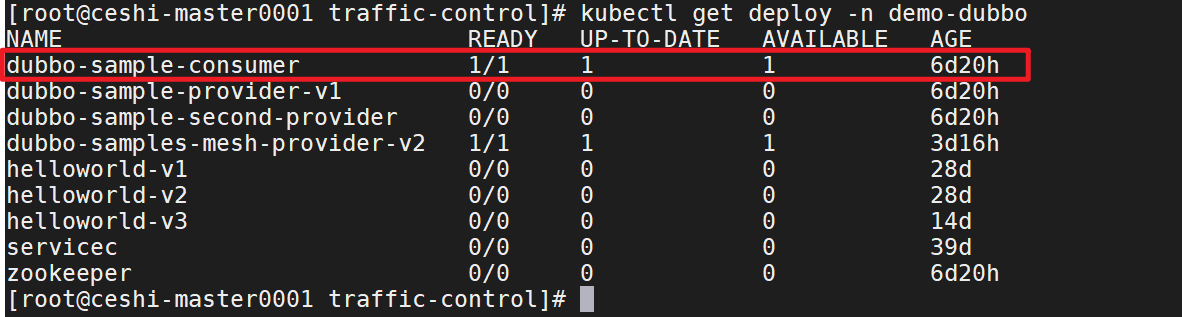 [root@ceshi-master0001 traffic-control]# kubectl get deploy -n demo-dubbo
NAME READY UP-TO-DATE AVAILABLE AGE
dubbo-sample-consumer 1/1 1 1 6d20h
dubbo-sample-provider-v1 0/0 0 0 6d20h
dubbo-sample-second-provider 0/0 0 0 6d20h
dubbo-samples-mesh-provider-v2 1/1 1 1 3d16h
helloworld-v1 0/0 0 0 28d
helloworld-v2 0/0 0 0 28d
helloworld-v3 0/0 0 0 14d
servicec 0/0 0 0 39d
zookeeper 0/0 0 0 6d20h
[root@ceshi-master0001 traffic-control]#